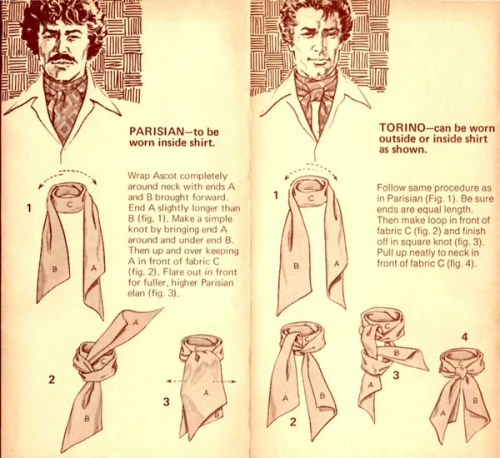 PARISIAN—to be
worn inside shirt.
Wrap Ascot completely
around neck with ends A
and B brought forward.
End A slightly longer than
B (fig. 1). Make a simple
knot by bringing end A
around and under end B.
Then up and over keeping
A in front of fabric C
(fig. 2). Flare out in front
for fuller, higher Parisian
elan (fig. 3).
1
C
B
A
2
A
C
B
3
A
B
TORINO—can be worn
outside or inside shirt
as shown.
Follow same procedure as
in Parisian (Fig. 1). Be sure
ends are equal length.
Then make loop in front of
fabric C (fig. 2) and finish
off in square knot (fig. 3).
Pull up neatly to neck in
front of fabric C (fig. 4).
1
C
B
A
2
C
A
B
3
C
B
A
4
C
A
B